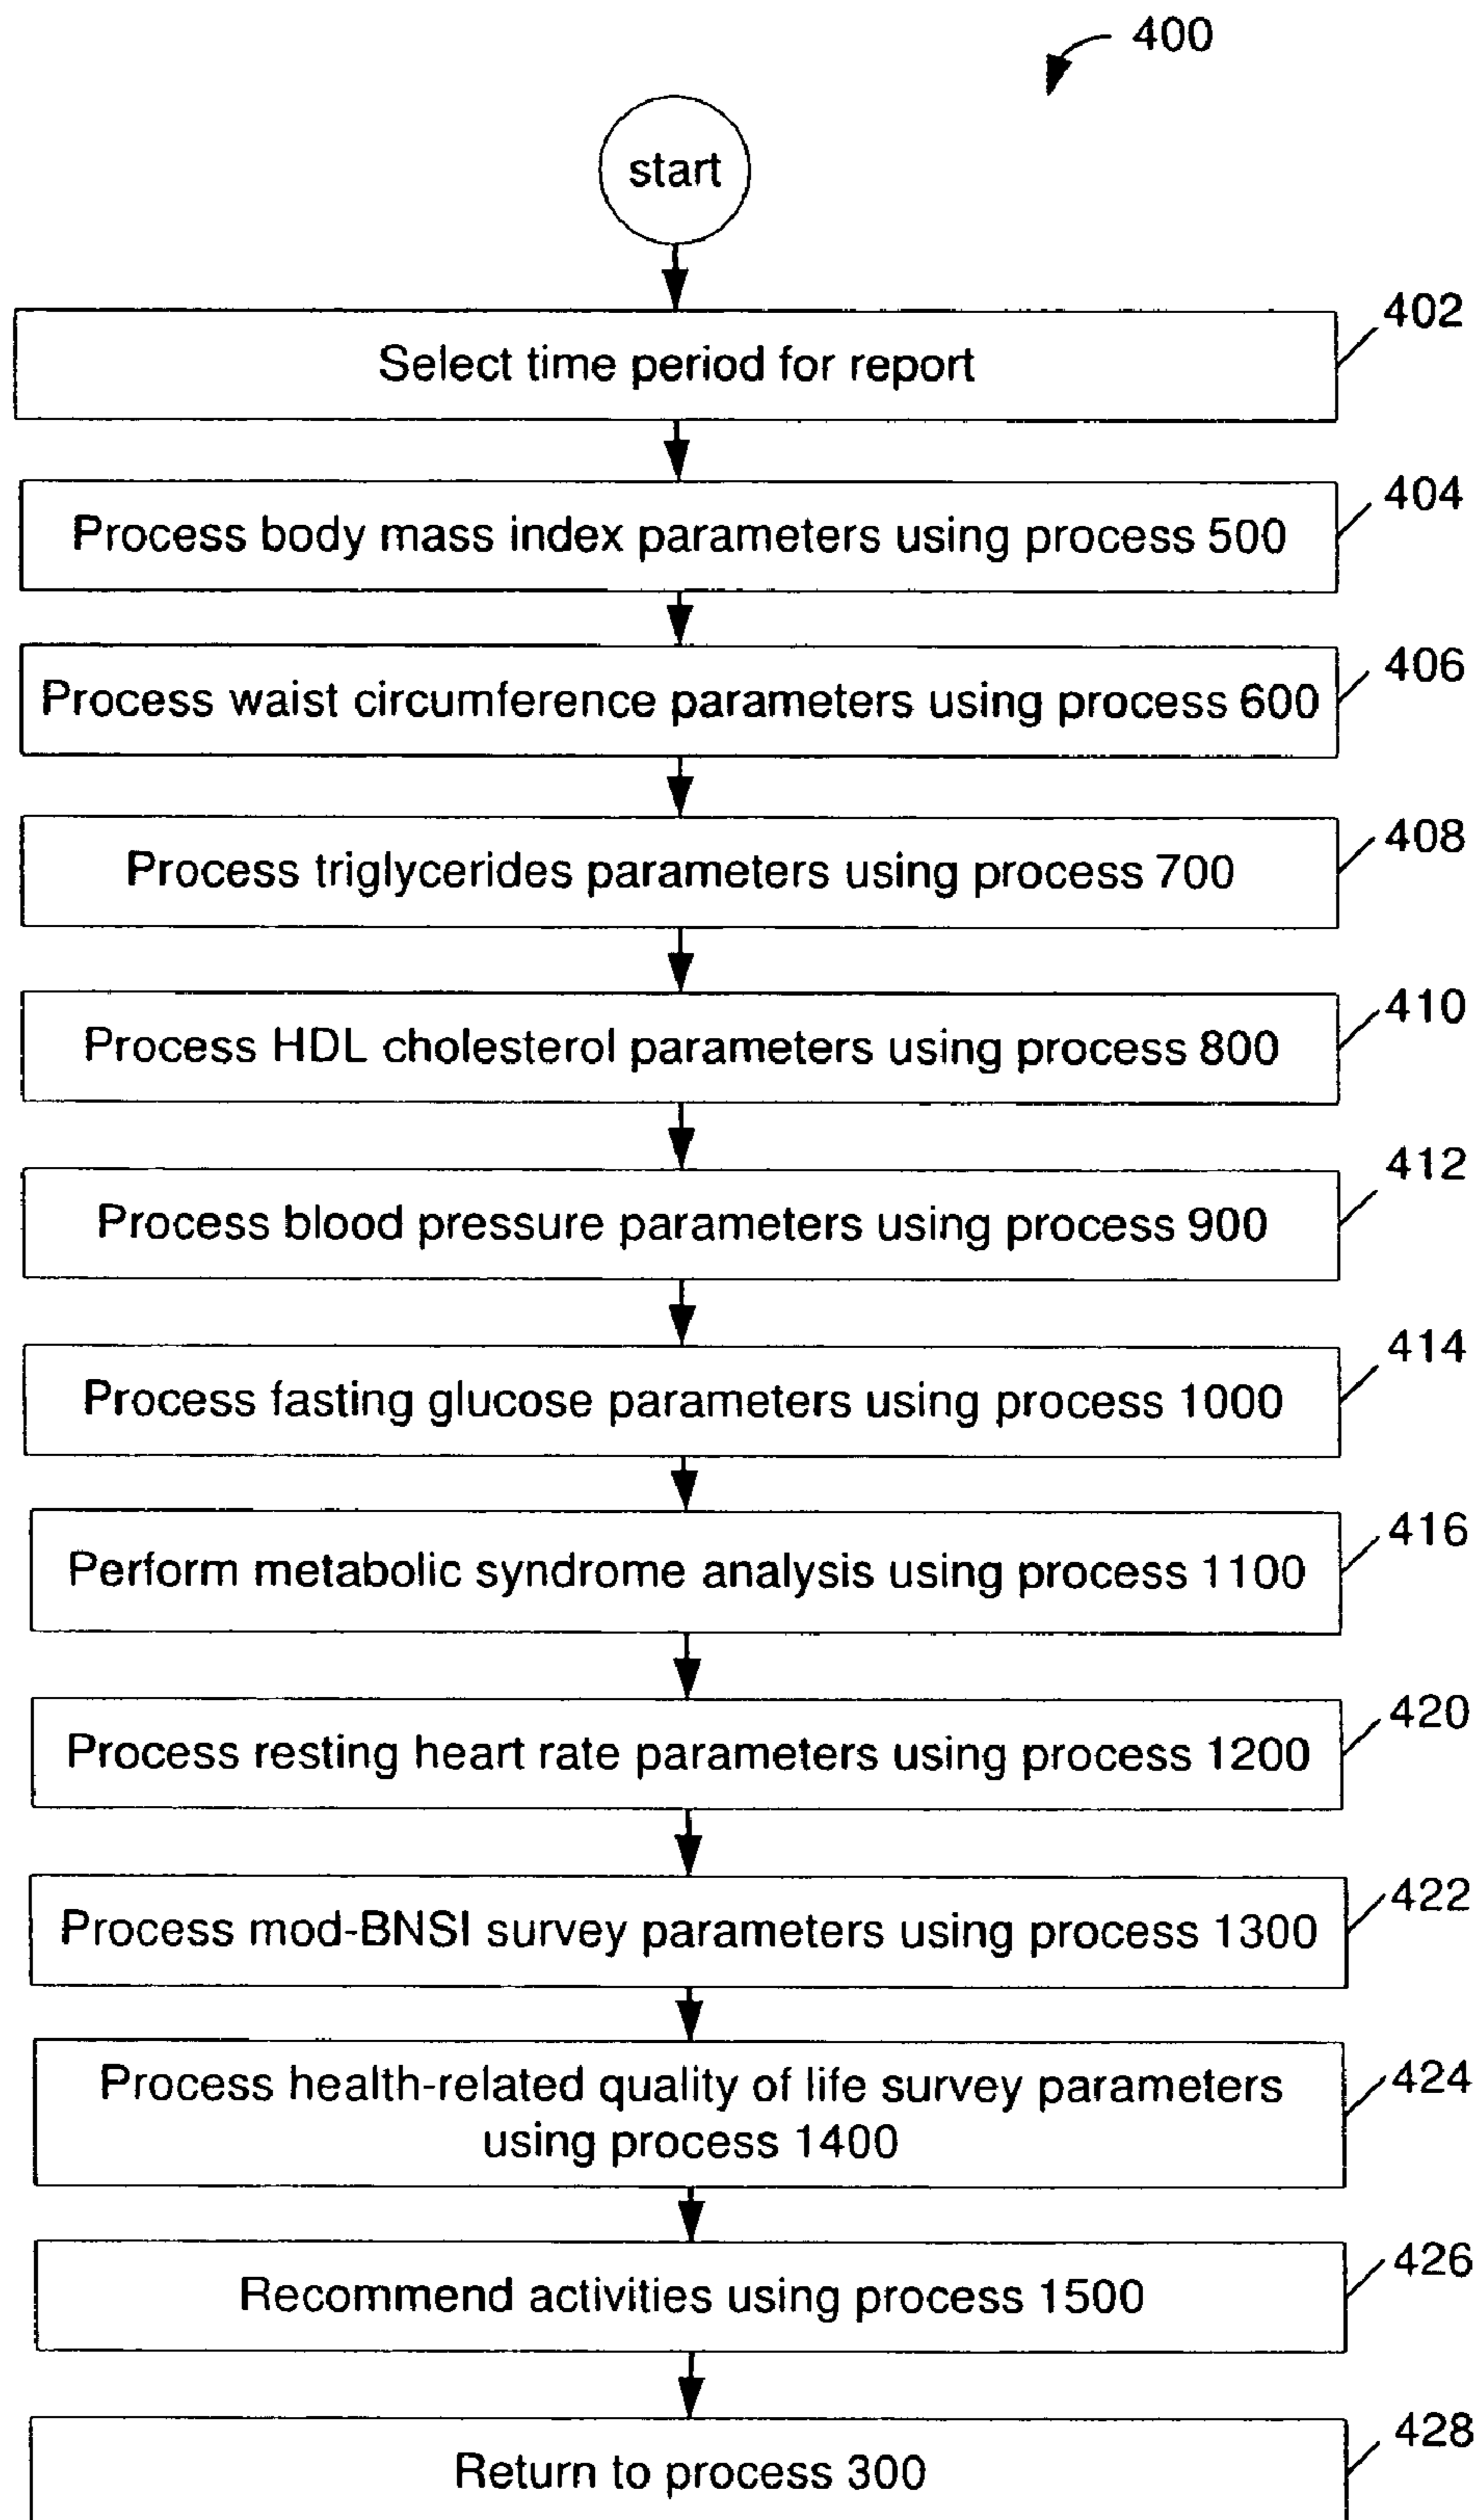 400
start
402
Select time period for report
404
Process body mass index parameters using process 500
406
Process waist circumference parameters using process 600
408
Process triglycerides parameters using process 700
410
Process HDL cholesterol parameters using process 800
412
Process blood pressure parameters using process 900
414
Process fasting glucose parameters using process 1000
416
Perform metabolic syndrome analysis using process 1100
420
Process resting heart rate parameters using process 1200
422
Process mod-BNSI survey parameters using process 1300
424
Process health-related quality of life survey parameters
using process 1400
426
Recommend activities using process 1500
428
Return to process 300